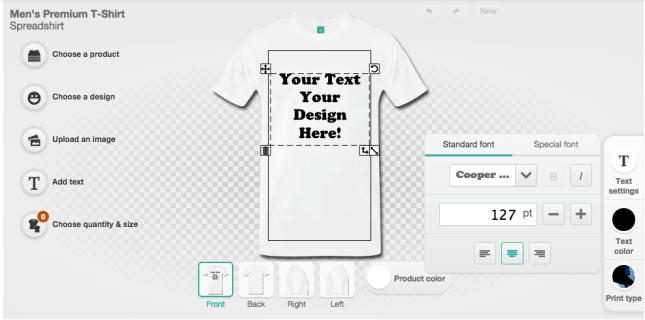 Men's Premium T-Shirt
Spreadshirt
New
Choose a product
Choose a design
Upload an image
Add text
0
Choose quantity & size
Your Text
Your
Design
Here!
Standard font
Special font
Cooper ...
B
I
127 pt
T
Text
settings
Text
color
Print type
Product color
Front
Back
Right
Left